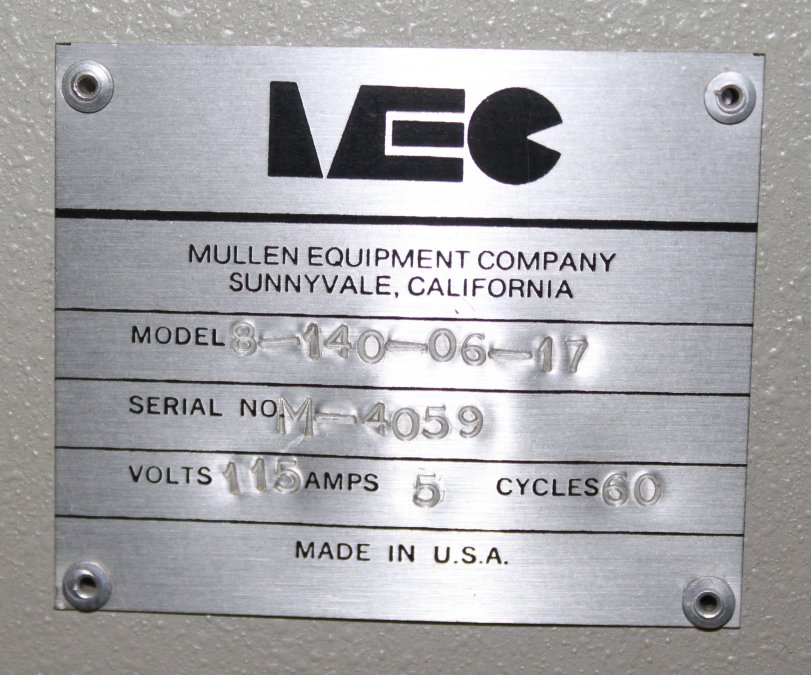 MEC
MULLEN EQUIPMENT COMPANY
SUNNYVALE, CALIFORNIA
MODEL 8-140-06-17
SERIAL NO. M-4059
VOLTS 115 AMPS 5 CYCLES 60
MADE IN U.S.A.